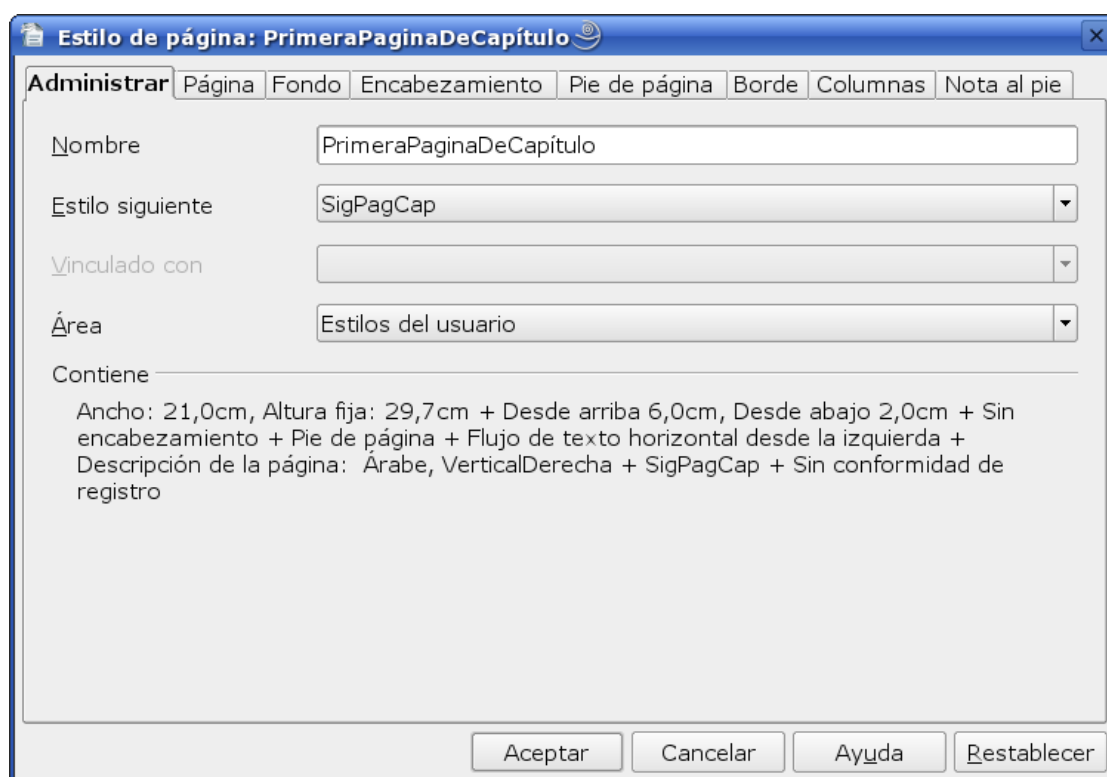 Estilo de página: PrimeraPaginaDeCapítulo
Administrar Página Fondo Encabezamiento Pie de página Borde Columnas Nota al pie
Nombre PrimeraPaginaDeCapítulo
Estilo siguiente SigPagCap
Vinculado con
Área Estilos del usuario
Contiene
Ancho: 21,0cm, Altura fija: 29,7cm + Desde arriba 6,0cm, Desde abajo 2,0cm + Sin
encabezamiento + Pie de página + Flujo de texto horizontal desde la izquierda +
Descripción de la página: Árabe, VerticalDerecha + SigPagCap + Sin conformidad de
registro
Aceptar Cancelar Ayuda Restablecer